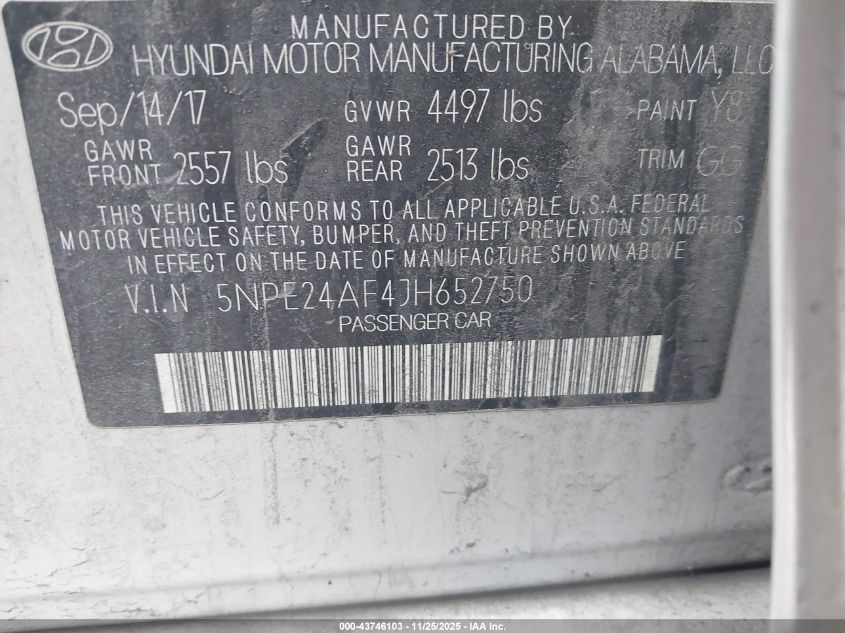 MANUFACTURED BY
HYUNDAI MOTOR MANUFACTURING ALABAMA, LLC
Sep/14/17 GVWR 4497 lbs PAINT Y8
GAWR FRONT 2557 lbs GAWR REAR 2513 lbs TRIM GG
THIS VEHICLE CONFORMS TO ALL APPLICABLE U.S.A. FEDERAL
MOTOR VEHICLE SAFETY, BUMPER, AND THEFT PREVENTION STANDARDS
IN EFFECT ON THE DATE OF MANUFACTURE SHOWN ABOVE
V.I.N 5NPE24AF4JH652750
PASSENGER CAR
000-43746103 - 11/25/2025 - IAA Inc.